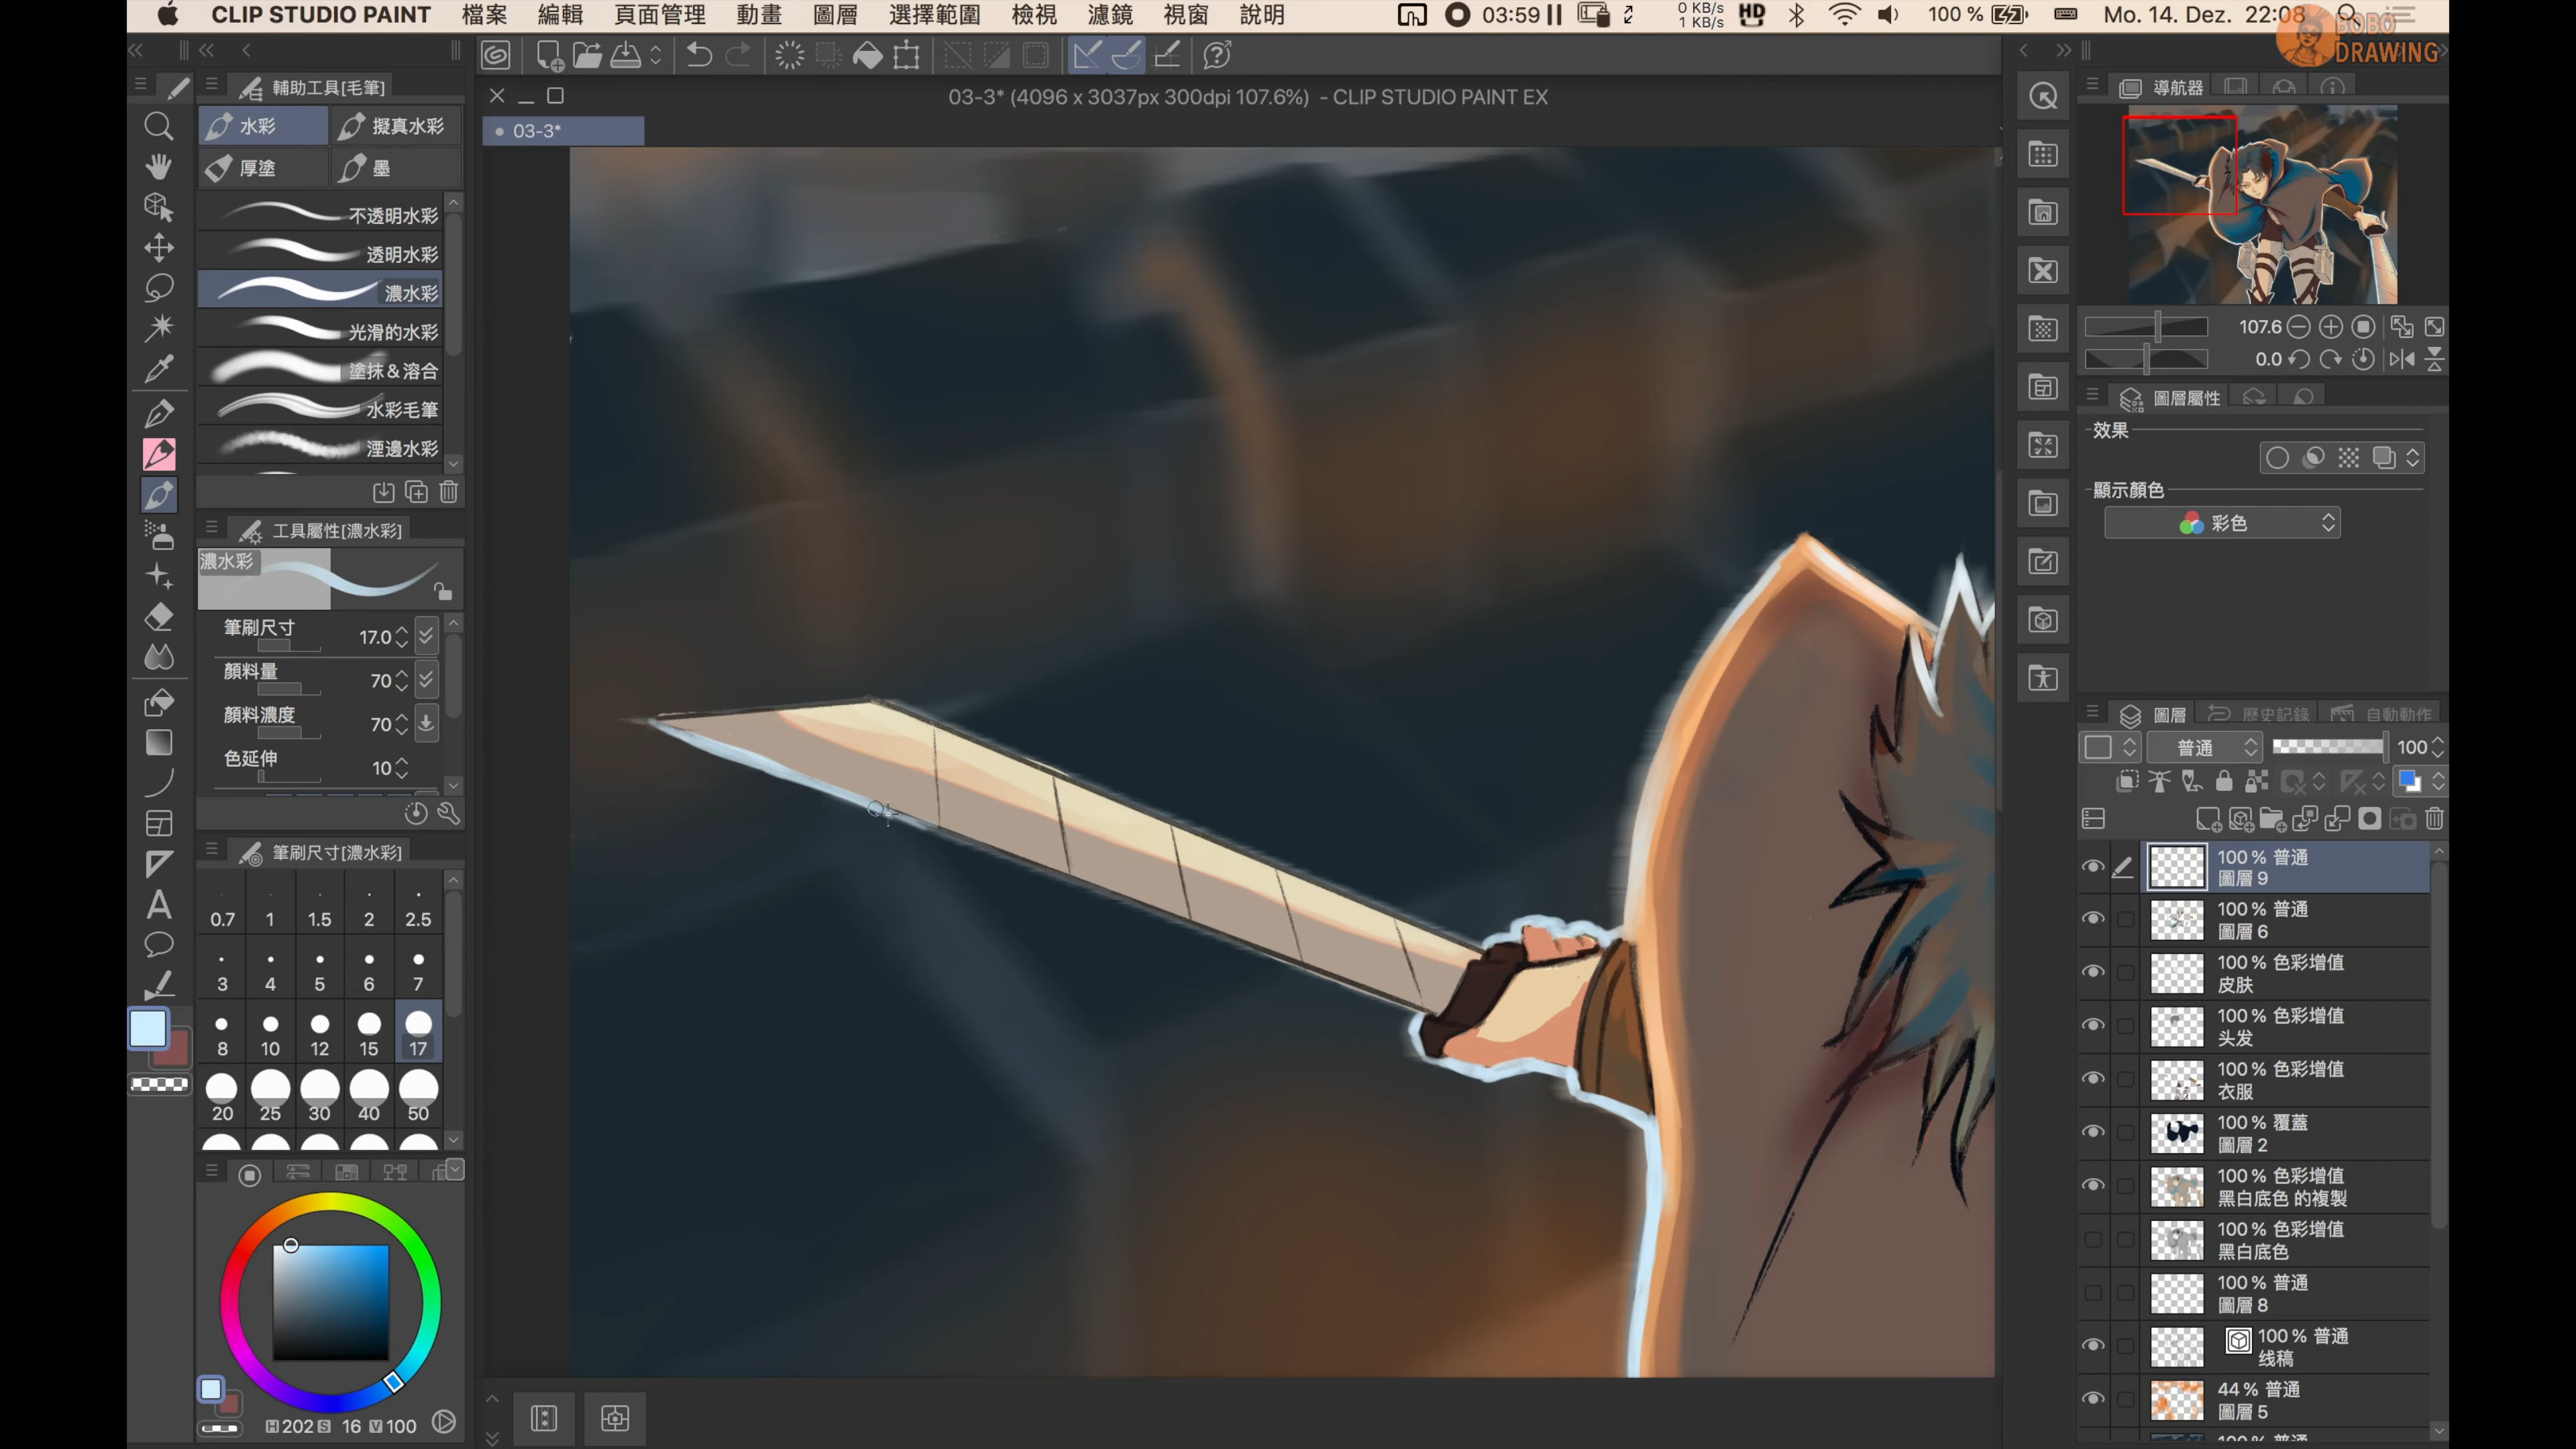 CLIP STUDIO PAINT 檔案 編輯 頁面管理 動畫 圖層 選擇範圍 檢視 濾鏡 視窗 說明 03:59 0 KB/s 1 KB/s HD 100 % Mo. 14. Dez. 22:08
BOBO
DRAWING
輔助工具[毛筆]
水彩 擬真水彩
厚塗 墨
不透明水彩
透明水彩
濃水彩
光滑的水彩
塗抹＆溶合
水彩毛筆
溼邊水彩
工具屬性[濃水彩]
濃水彩
筆刷尺寸 17.0
顏料量 70
顏料濃度 70
色延伸 10
筆刷尺寸[濃水彩]
0.7 1 1.5 2 2.5
3 4 5 6 7
8 10 12 15 17
20 25 30 40 50
H 202 S 16 V 100
03-3* (4096 x 3037px 300dpi 107.6%) - CLIP STUDIO PAINT EX
03-3*
導航器
107.6
0.0
圖層屬性
效果
顯示顏色
彩色
圖層 歷史記錄 自動動作
普通 100
100 % 普通
圖層 9
100 % 普通
圖層 6
100 % 色彩增值
皮肤
100 % 色彩增值
头发
100 % 色彩增值
衣服
100 % 覆蓋
圖層 2
100 % 色彩增值
黑白底色 的複製
100 % 色彩增值
黑白底色
100 % 普通
圖層 8
100 % 普通
线稿
44 % 普通
圖層 5
100 % 普通